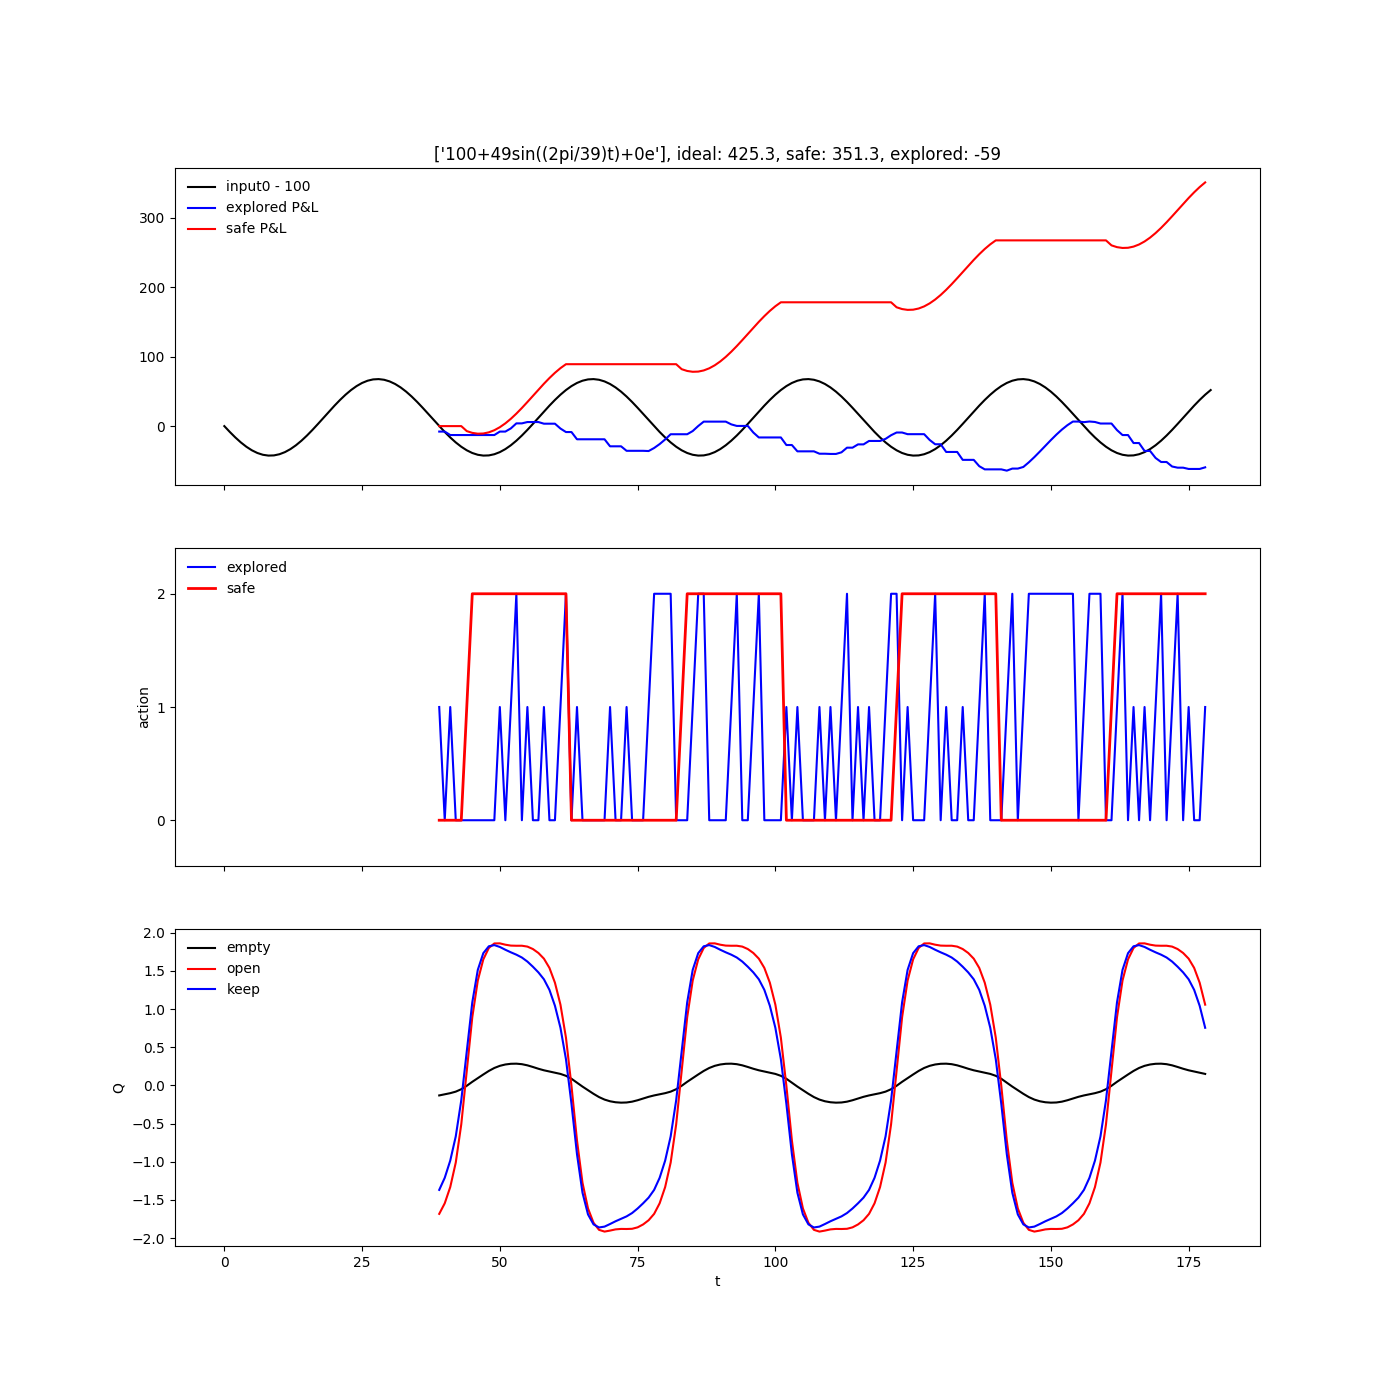 ['100+49sin((2pi/39)t)+0e'], ideal: 425.3, safe: 351.3, explored: -59
input0 - 100
explored P&L
safe P&L
300
200
100
0
explored
safe
2
1
0
action
empty
open
keep
2.0
1.5
1.0
0.5
0.0
−0.5
−1.0
−1.5
−2.0
Q
0 25 50 75 100 125 150 175
t